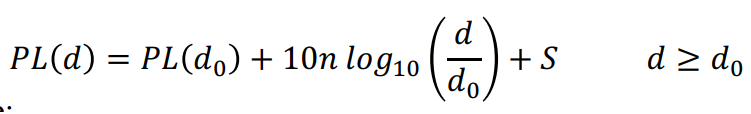 PL(d) = PL(d₀) + 10n log₁₀ (d/d₀) + S d ≥ d₀